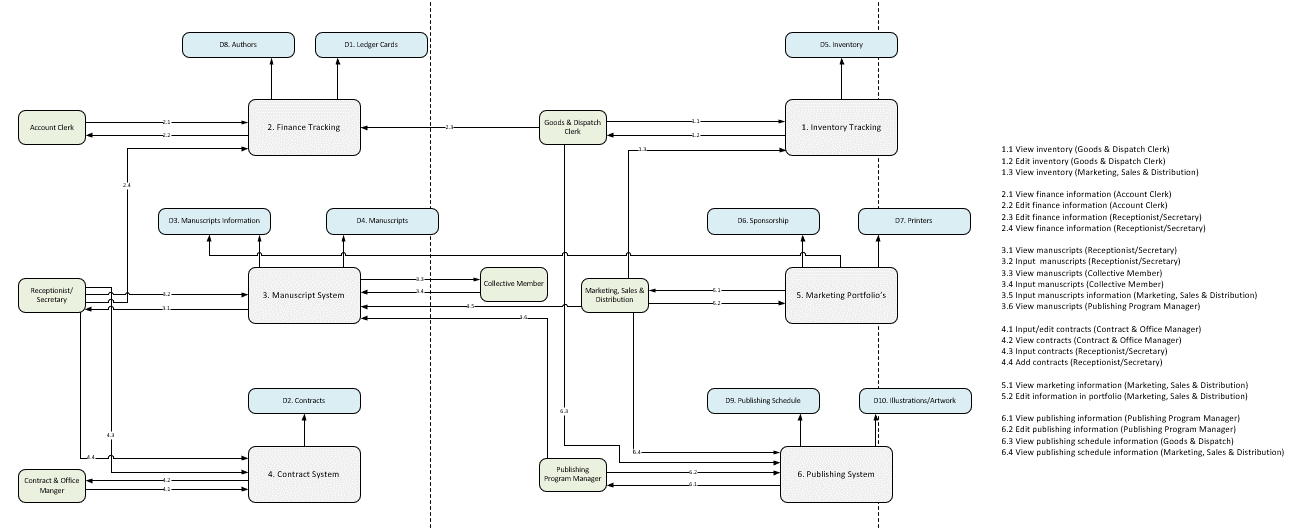 D8. Authors
D1. Ledger Cards
D5. Inventory
Account Clerk
2.1
2.2
2. Finance Tracking
2.3
Goods & Dispatch
Clerk
1.1
1.2
1. Inventory Tracking
1.3
2.4
D3. Manuscripts Information
D4. Manuscripts
D6. Sponsorship
D7. Printers
Receptionist/
Secretary
3.2
3.1
3. Manuscript System
3.3
3.4
Collective Member
3.5
3.6
Marketing, Sales &
Distribution
5. Marketing Portfolio's
D2. Contracts
D9. Publishing Schedule
D10. Illustrations/Artwork
6.3
4.3
4.4
6.4
Contract & Office
Manger
4.2
4.1
4. Contract System
Publishing
Program Manager
6.2
6.1
6. Publishing System
1.1 View inventory (Goods & Dispatch Clerk)
1.2 Edit inventory (Goods & Dispatch Clerk)
1.3 View inventory (Marketing, Sales & Distribution)
2.1 View finance information (Account Clerk)
2.2 Edit finance information (Account Clerk)
2.3 Edit finance information (Receptionist/Secretary)
2.4 View finance information (Receptionist/Secretary)
3.1 View manuscripts (Receptionist/Secretary)
3.2 Input manuscripts (Receptionist/Secretary)
3.3 View manuscripts (Collective Member)
3.4 Input manuscripts (Collective Member)
3.5 Input manuscripts information (Marketing, Sales & Distribution)
3.6 View manuscripts (Publishing Program Manager)
4.1 Input/edit contracts (Contract & Office Manager)
4.2 View contracts (Contract & Office Manager)
4.3 Input contracts (Receptionist/Secretary)
4.4 Add contracts (Receptionist/Secretary)
5.1 View marketing information (Marketing, Sales & Distribution)
5.2 Edit information in portfolio (Marketing, Sales & Distribution)
6.1 View publishing information (Publishing Program Manager)
6.2 Edit publishing information (Publishing Program Manager)
6.3 View publishing schedule information (Goods & Dispatch)
6.4 View publishing schedule information (Marketing, Sales & Distribution)